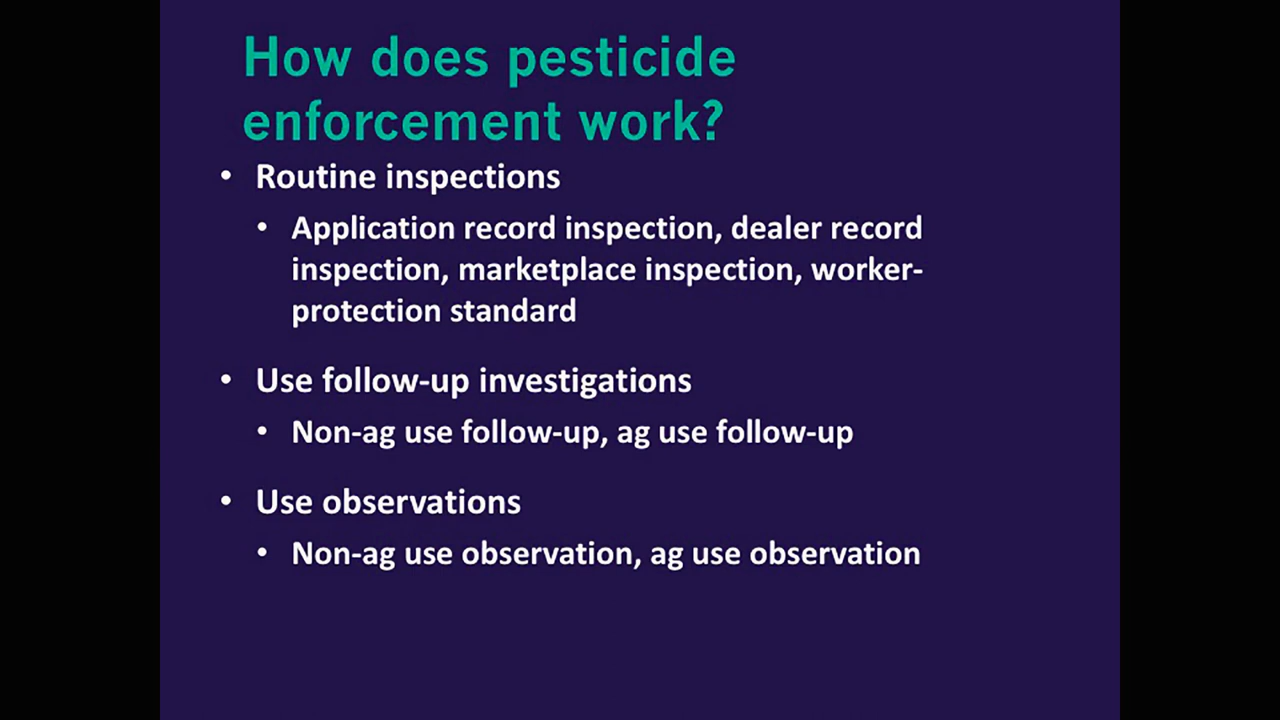 How does pesticide
enforcement work?
• Routine inspections
• Application record inspection, dealer record
inspection, marketplace inspection, worker-
protection standard
• Use follow-up investigations
• Non-ag use follow-up, ag use follow-up
• Use observations
• Non-ag use observation, ag use observation